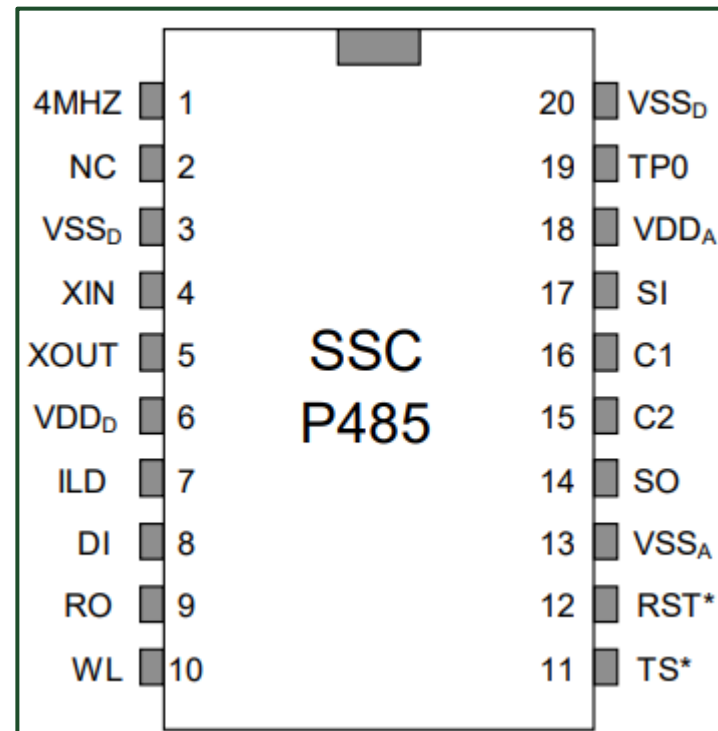 4MHZ 1 20 VSSD
NC 2 19 TP0
VSSD 3 18 VDDA
XIN 4 17 SI
XOUT 5 16 C1
VDDD 6 15 C2
ILD 7 14 SO
DI 8 13 VSSA
RO 9 12 RST*
WL 10 11 TS*
SSC
P485